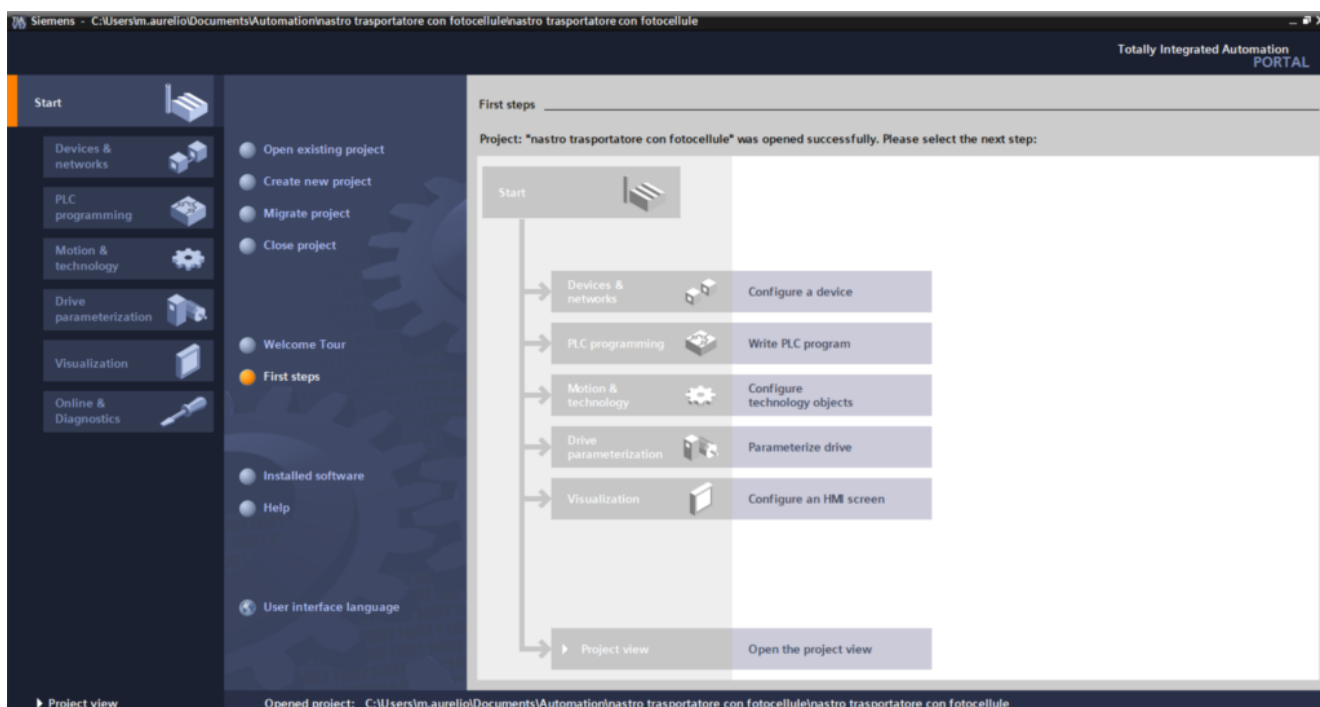 Siemens - C:\Users\m.aurelio\Documents\Automation\nastro trasportatore con fotocellule\nastro trasportatore con fotocellule
Totally Integrated Automation
PORTAL
Start
Devices &
networks
PLC
programming
Motion &
technology
Drive
parameterization
Visualization
Online &
Diagnostics
Open existing project
Create new project
Migrate project
Close project
Welcome Tour
First steps
Installed software
Help
User interface language
First steps
Project: "nastro trasportatore con fotocellule" was opened successfully. Please select the next step:
Start
Devices &
networks
Configure a device
PLC programming
Write PLC program
Motion &
technology
Configure
technology objects
Drive
parameterization
Parameterize drive
Visualization
Configure an HMI screen
Project view
Open the project view
Project view
Opened project: C:\Users\m.aurelio\Documents\Automation\nastro trasportatore con fotocellule\nastro trasportatore con fotocellule